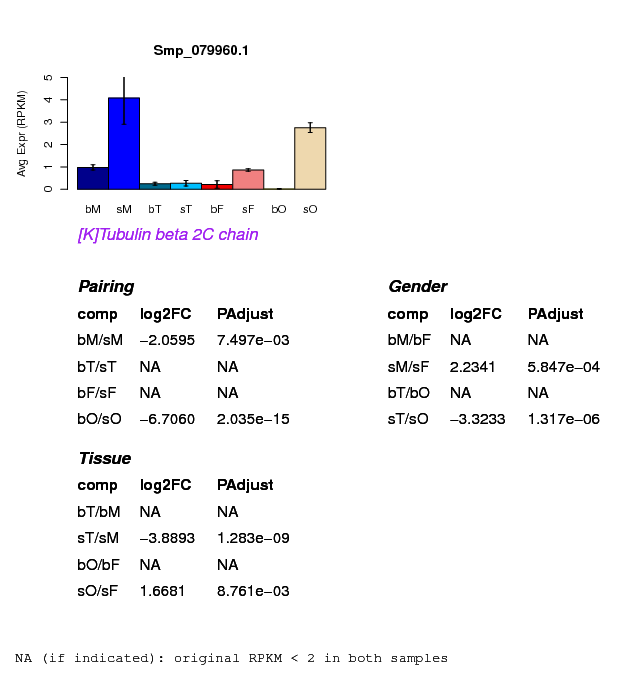 Smp_079960.1
Avg Expr (RPKM)
5
4
3
2
1
0
bM sM bT sT bF sF bO sO
[K]Tubulin beta 2C chain
Pairing
comp log2FC PAdjust
bM/sM −2.0595 7.497e−03
bT/sT NA NA
bF/sF NA NA
bO/sO −6.7060 2.035e−15
Gender
comp log2FC PAdjust
bM/bF NA NA
sM/sF 2.2341 5.847e−04
bT/bO NA NA
sT/sO −3.3233 1.317e−06
Tissue
comp log2FC PAdjust
bT/bM NA NA
sT/sM −3.8893 1.283e−09
bO/bF NA NA
sO/sF 1.6681 8.761e−03
NA (if indicated): original RPKM < 2 in both samples